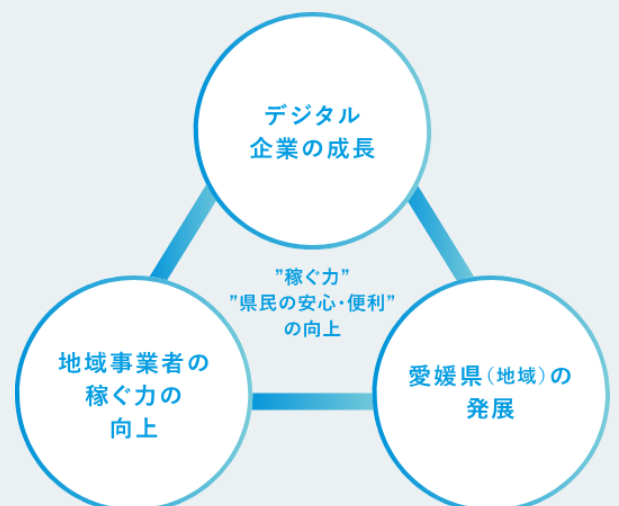 デジタル
企業の成長
”稼ぐ力”
”県民の安心・便利”
の向上
地域事業者の
稼ぐ力の
向上
愛媛県（地域）の
発展